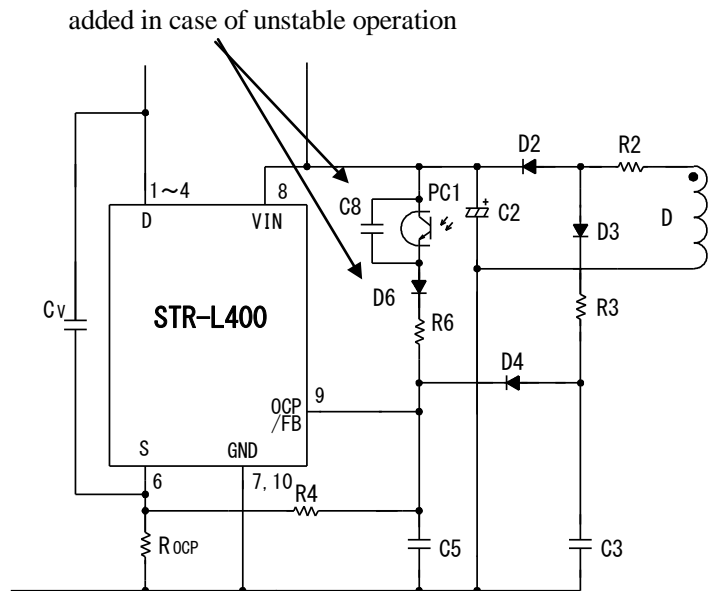 added in case of unstable operation
D2
R2
1～4
8
PC1
C8
C2
D
VIN
D3
D
D6
R3
CV
STR-L400
R6
D4
9
OCP
/FB
S
GND
6
7, 10
R4
ROCP
C5
C3